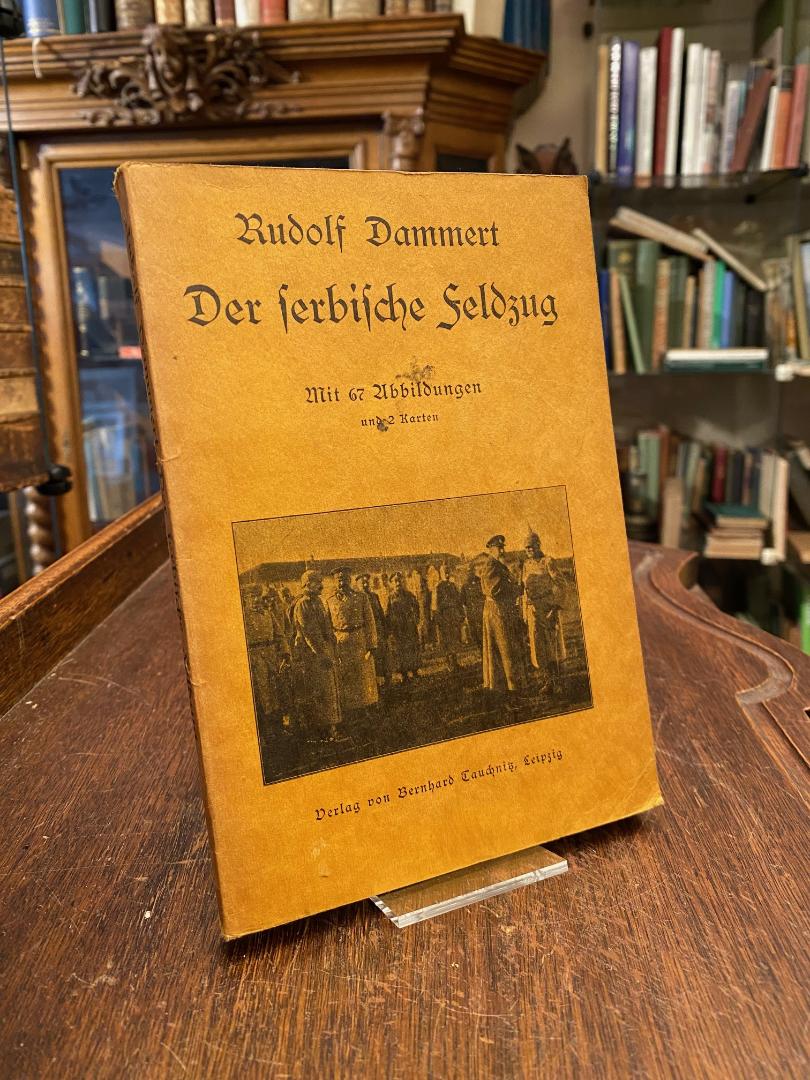 Rudolf Dammert
Der ſerbiſche Feldzug
Mit 67 Abbildungen
und 2 Karten
Verlag von Bernhard Tauchnitz, Leipzig